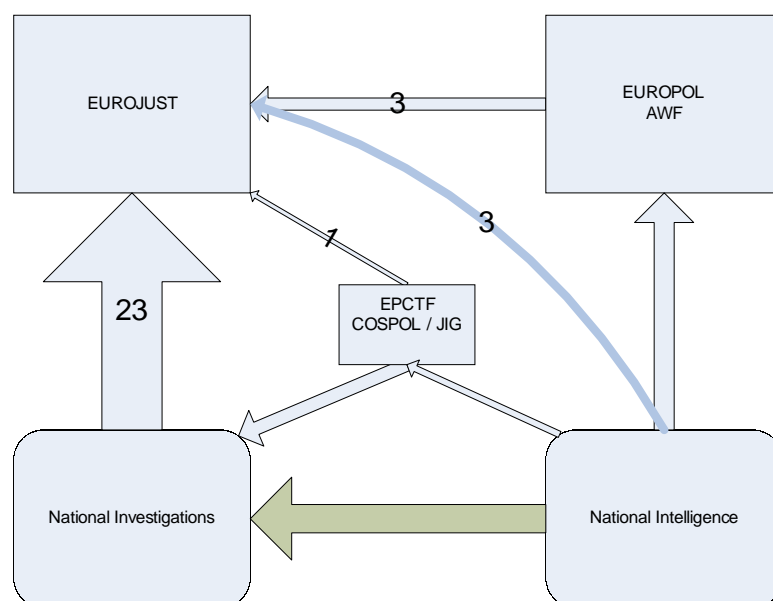 EUROJUST
EUROPOL
AWF
3
3
1
EPCTF
COSPOL / JIG
23
National Investigations
National Intelligence